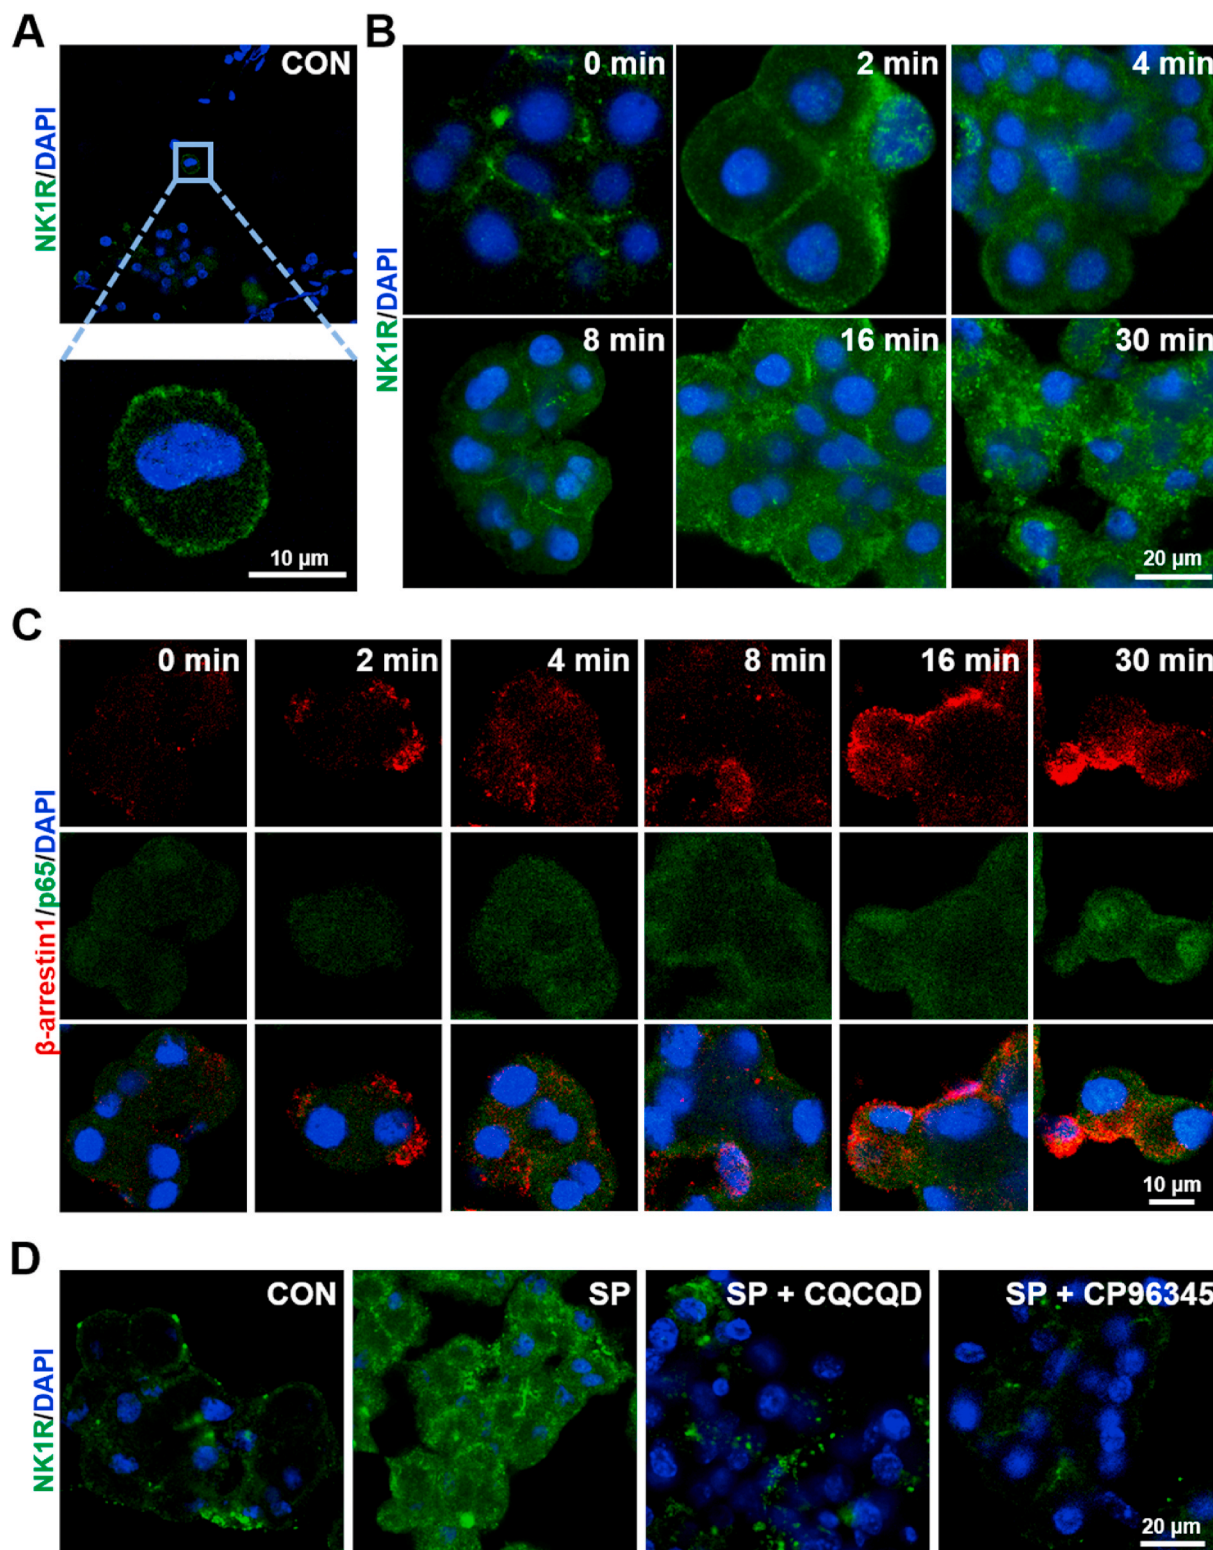 A
CON
NK1R/DAPI
10 µm
B
0 min
2 min
4 min
NK1R/DAPI
8 min
16 min
30 min
20 µm
C
0 min
2 min
4 min
8 min
16 min
30 min
β-arrestin1/p65/DAPI
10 µm
D
CON
SP
SP + CQCQD
SP + CP96345
NK1R/DAPI
20 µm